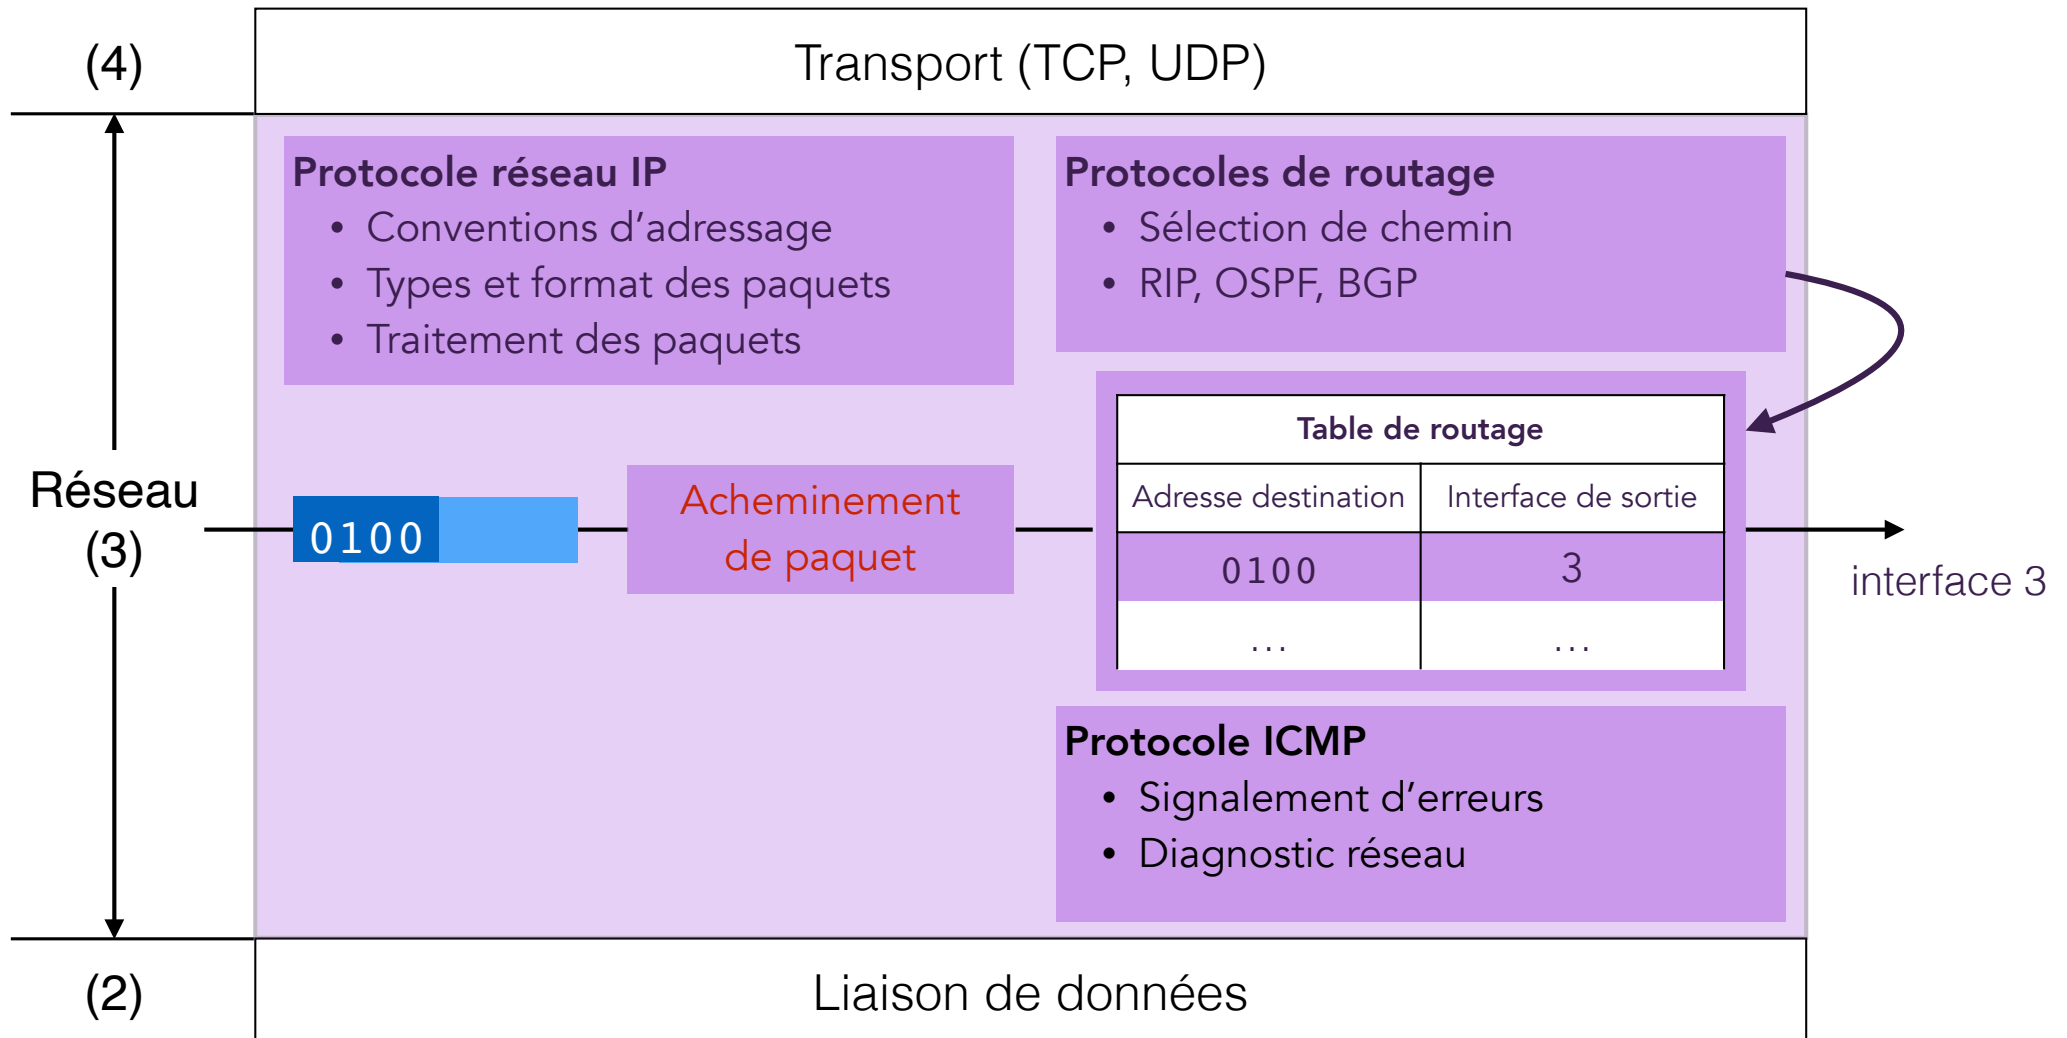 (4)
Transport (TCP, UDP)
Protocole réseau IP
• Conventions d’adressage
• Types et format des paquets
• Traitement des paquets
Protocoles de routage
• Sélection de chemin
• RIP, OSPF, BGP
Réseau
(3)
0100
Acheminement
de paquet
Table de routage
Adresse destination Interface de sortie
0100 3
... ...
interface 3
Protocole ICMP
• Signalement d’erreurs
• Diagnostic réseau
(2)
Liaison de données